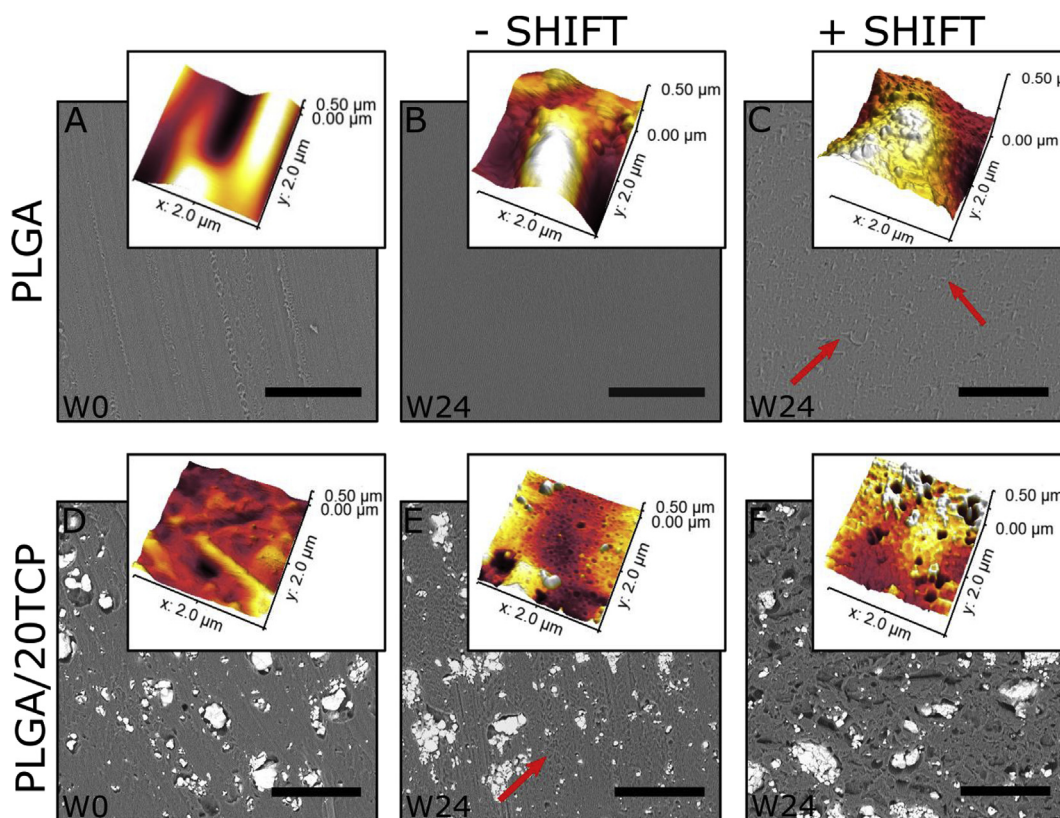 - SHIFT
+ SHIFT
PLGA
A
0.50 µm
0.00 µm
y: 2.0 µm
x: 2.0 µm
W0
B
0.50 µm
0.00 µm
y: 2.0 µm
x: 2.0 µm
W24
C
0.50 µm
0.00 µm
y: 2.0 µm
x: 2.0 µm
W24
PLGA/20TCP
D
0.50 µm
0.00 µm
y: 2.0 µm
x: 2.0 µm
W0
E
0.50 µm
0.00 µm
y: 2.0 µm
x: 2.0 µm
W24
F
0.50 µm
0.00 µm
y: 2.0 µm
x: 2.0 µm
W24